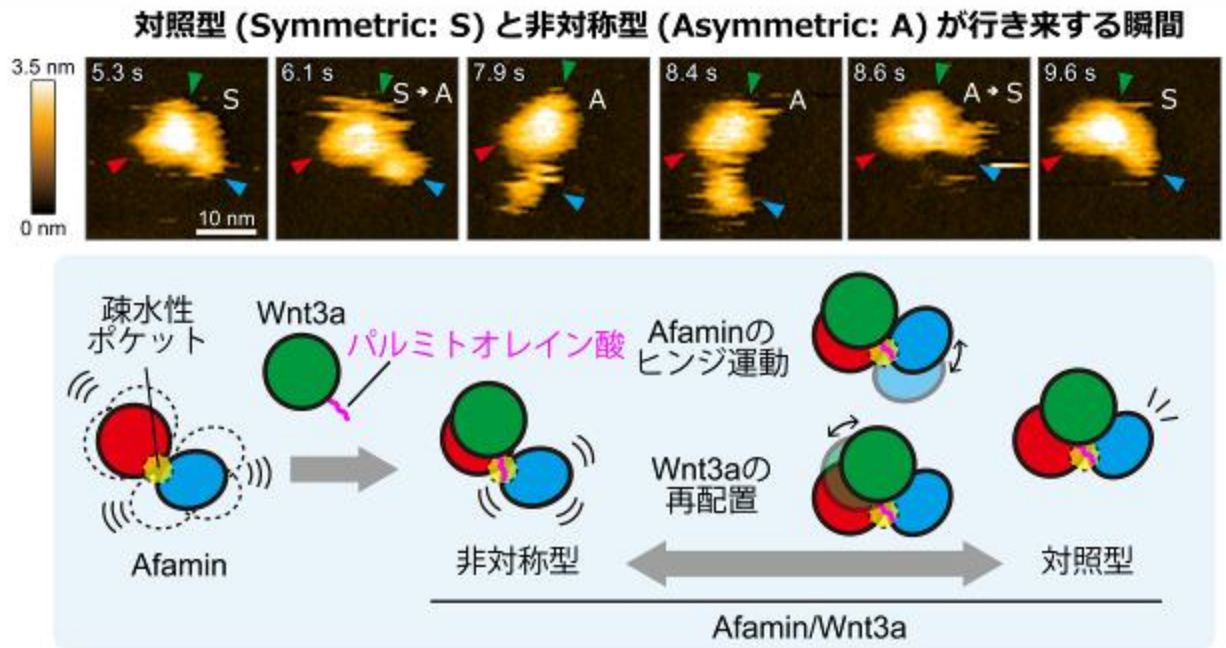 対照型 (Symmetric: S) と非対称型 (Asymmetric: A) が行き来する瞬間
3.5 nm
0 nm
5.3 s
S
10 nm
6.1 s
S → A
7.9 s
A
8.4 s
A
8.6 s
A → S
9.6 s
S
疎水性
ポケット
Wnt3a
パルミトオレイン酸
Afaminの
ヒンジ運動
Wnt3aの
再配置
Afamin
非対称型
対照型
Afamin/Wnt3a